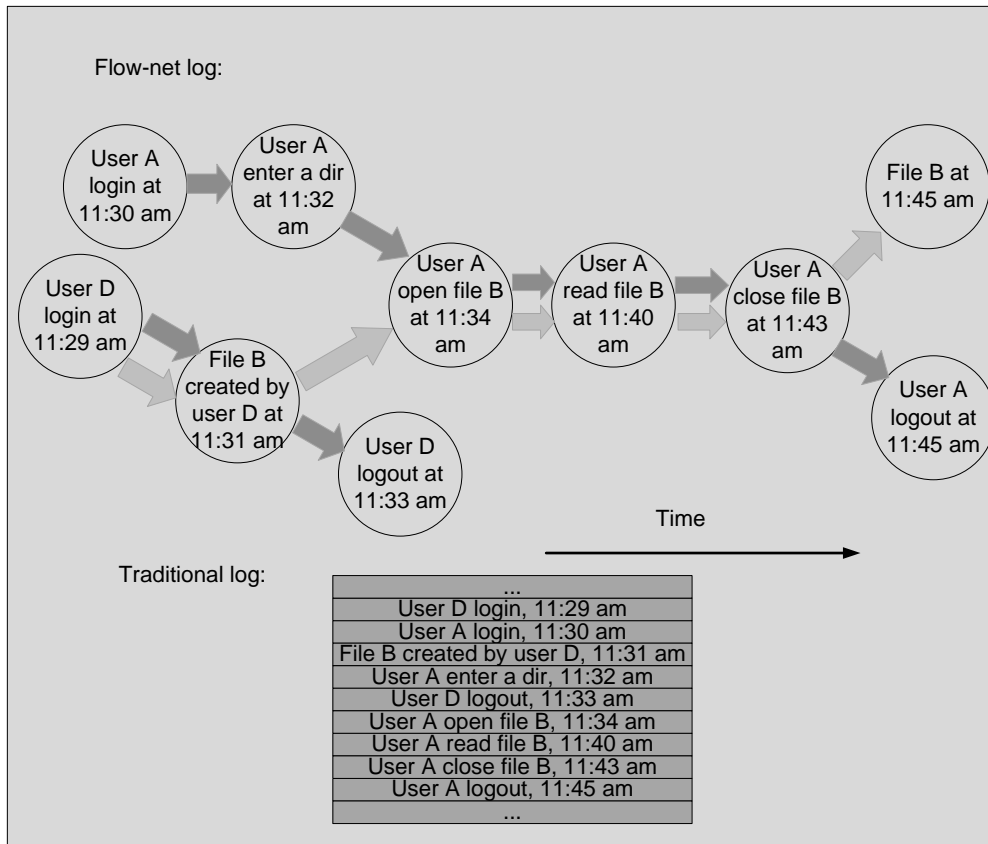 Flow-net log:
User A
login at
11:30 am
User A
enter a dir
at 11:32
am
File B at
11:45 am
User D
login at
11:29 am
User A
open file B
at 11:34
am
User A
read file B
at 11:40
am
User A
close file B
at 11:43
am
File B
created by
user D at
11:31 am
User D
logout at
11:33 am
User A
logout at
11:45 am
Time
Traditional log:
...
User D login, 11:29 am
User A login, 11:30 am
File B created by user D, 11:31 am
User A enter a dir, 11:32 am
User D logout, 11:33 am
User A open file B, 11:34 am
User A read file B, 11:40 am
User A close file B, 11:43 am
User A logout, 11:45 am
...